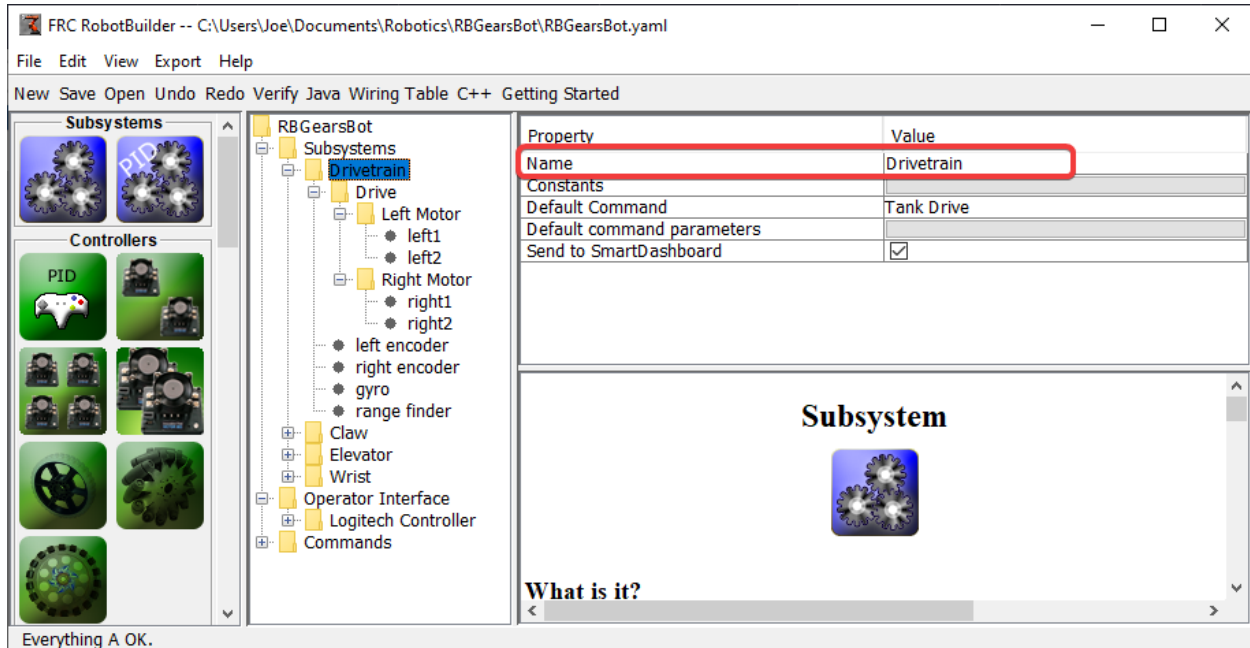 FRC RobotBuilder -- C:\Users\Joe\Documents\Robotics\RBGearsBot\RBGearsBot.yaml
File Edit View Export Help
New Save Open Undo Redo Verify Java Wiring Table C++ Getting Started
Subsystems
PID
Controllers
PID
RBGearsBot
Subsystems
Drivetrain
Drive
Left Motor
left1
left2
Right Motor
right1
right2
left encoder
right encoder
gyro
range finder
Claw
Elevator
Wrist
Operator Interface
Logitech Controller
Commands
Property Value
Name Drivetrain
Constants
Default Command Tank Drive
Default command parameters
Send to SmartDashboard
Subsystem
What is it?
Everything A OK.